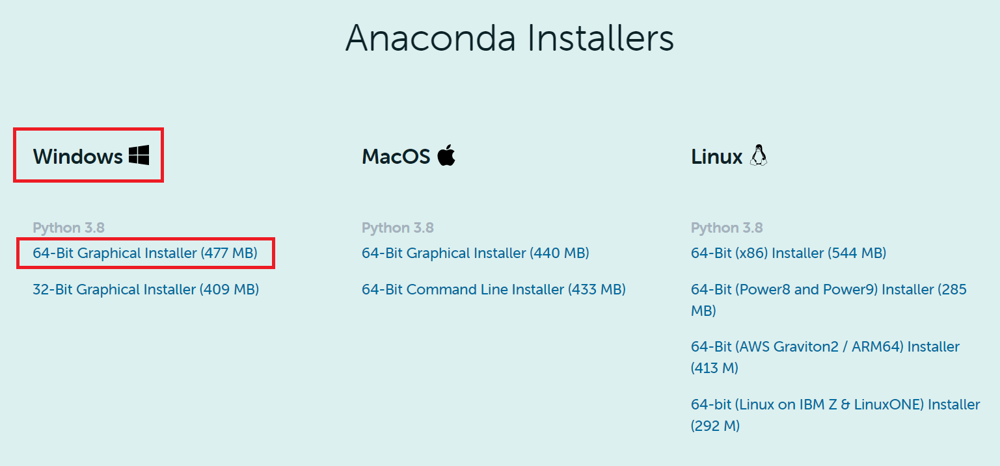 Anaconda Installers
Windows
MacOS
Linux
Python 3.8
64-Bit Graphical Installer (477 MB)
32-Bit Graphical Installer (409 MB)
Python 3.8
64-Bit Graphical Installer (440 MB)
64-Bit Command Line Installer (433 MB)
Python 3.8
64-Bit (x86) Installer (544 MB)
64-Bit (Power8 and Power9) Installer (285
MB)
64-Bit (AWS Graviton2 / ARM64) Installer
(413 M)
64-bit (Linux on IBM Z & LinuxONE) Installer
(292 M)